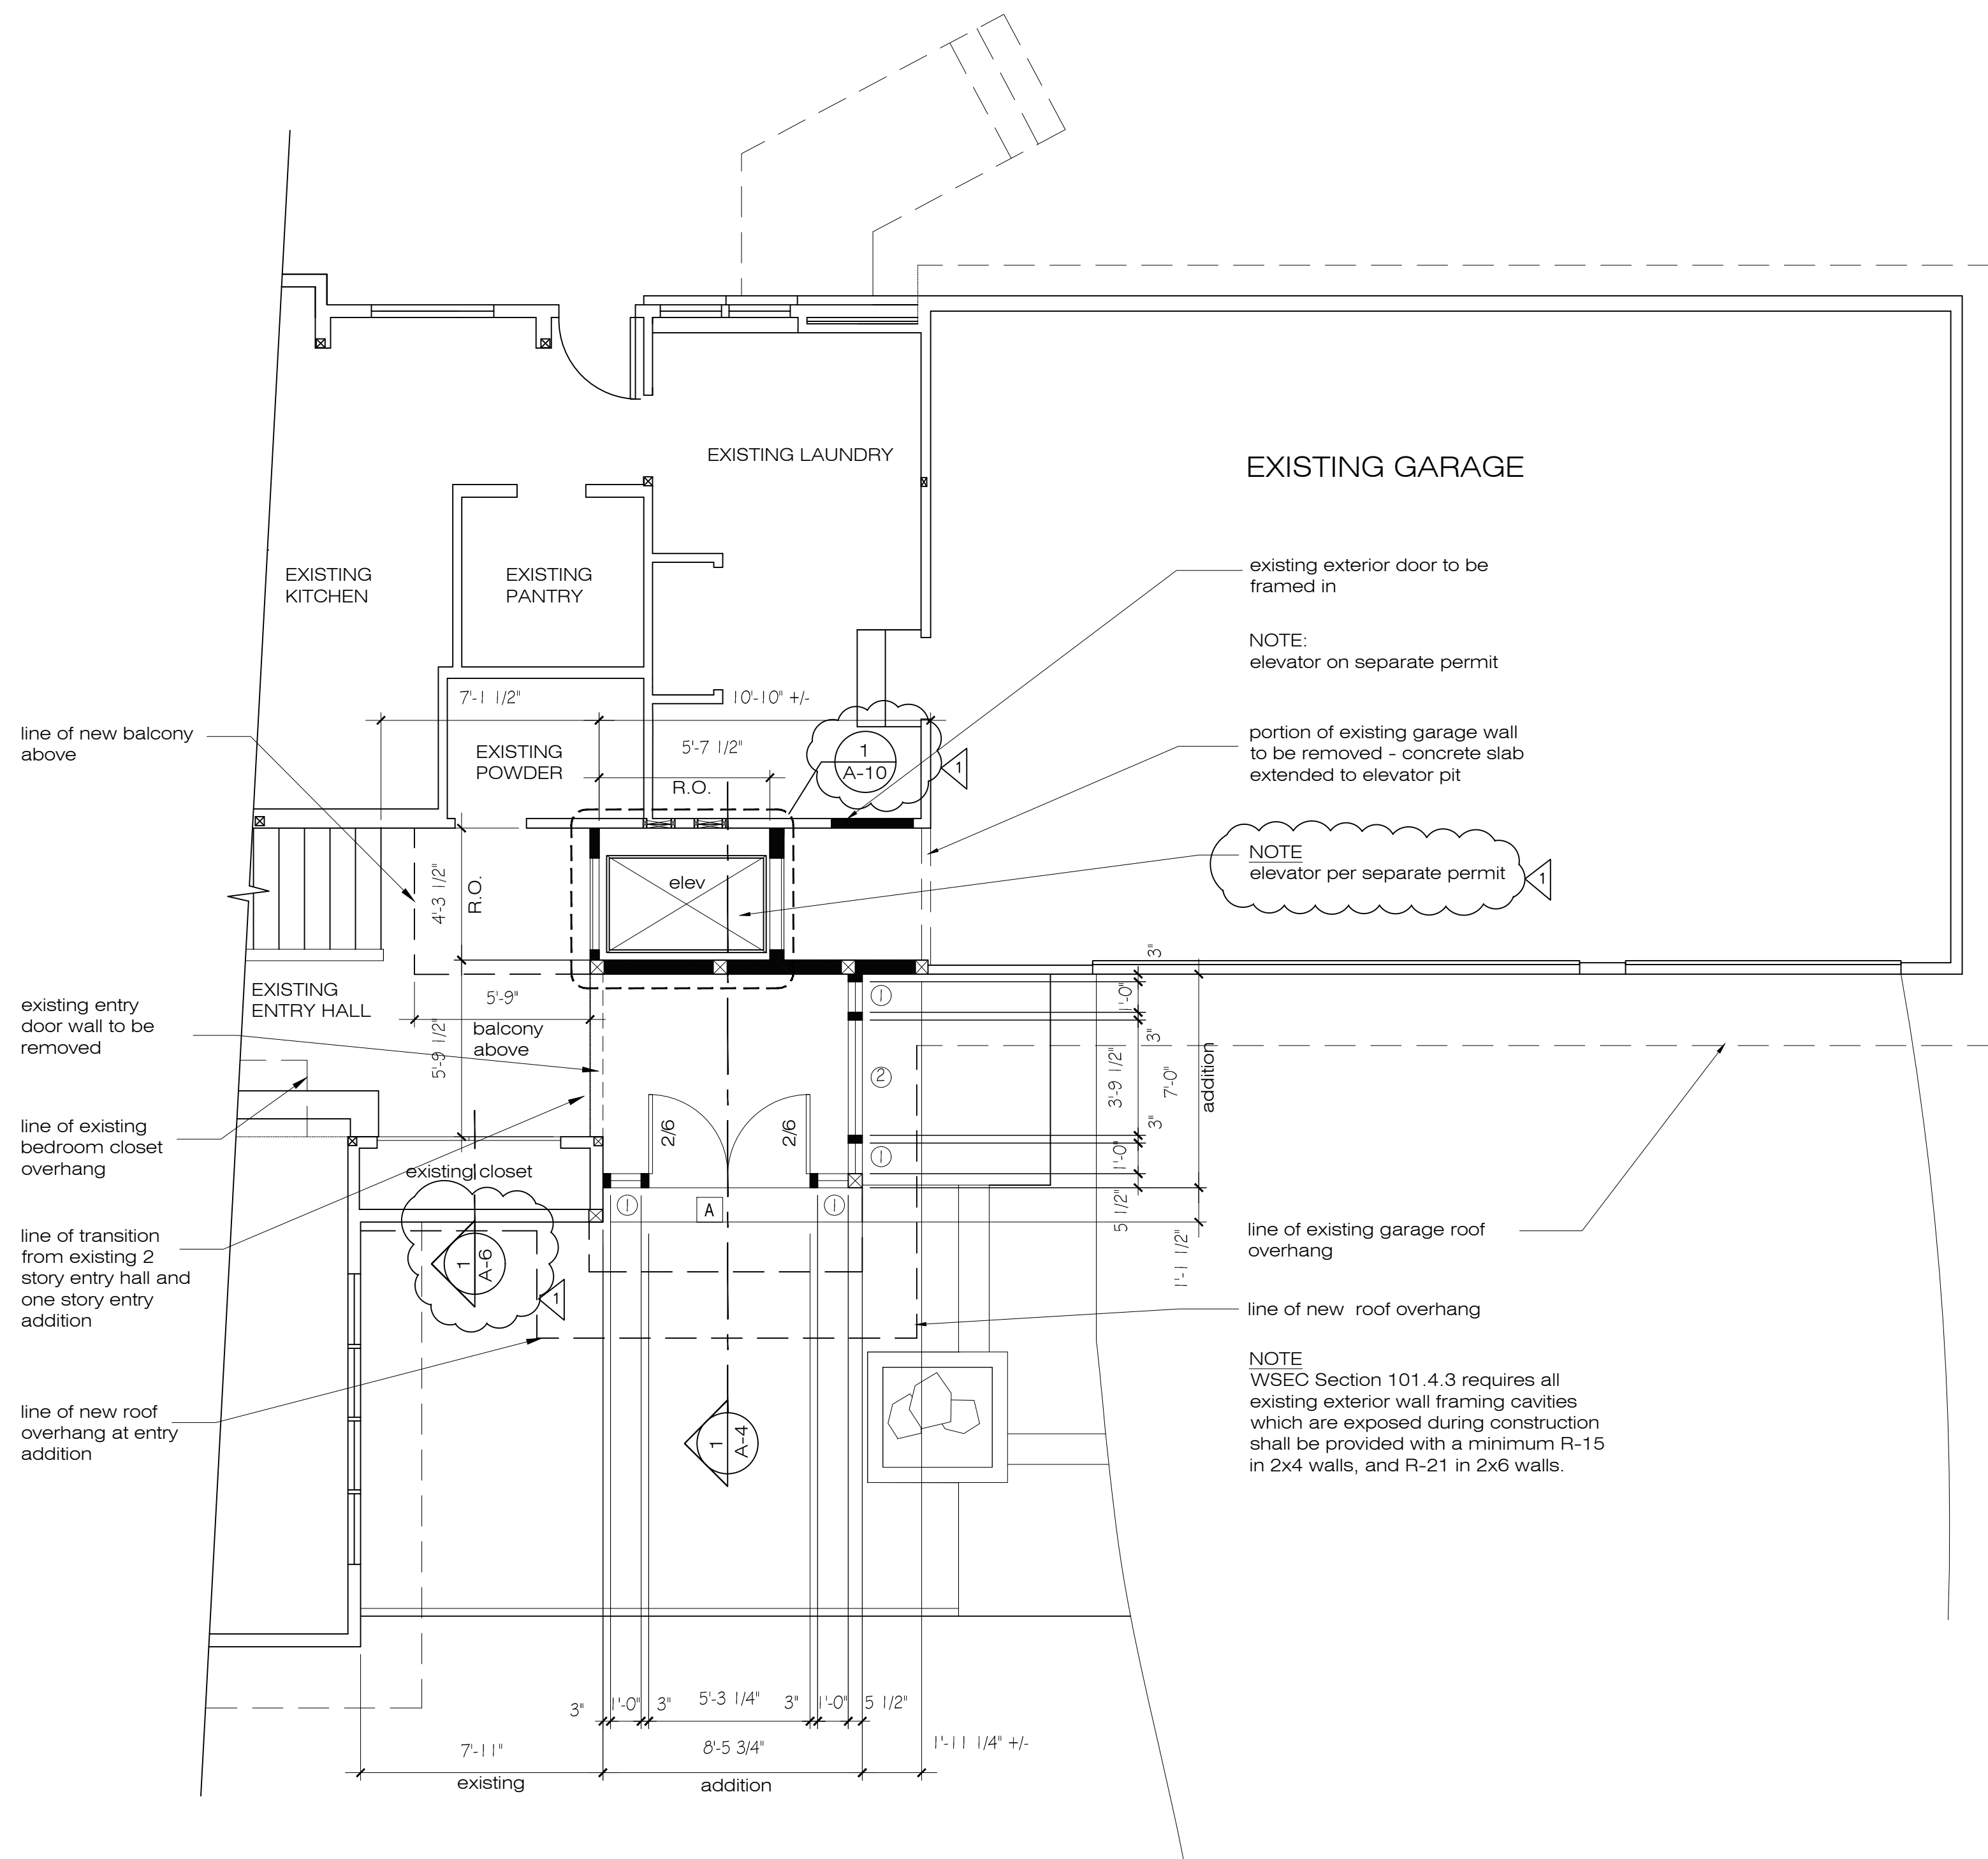 EXISTING LAUNDRY
EXISTING GARAGE
EXISTING
KITCHEN
EXISTING
PANTRY
existing exterior door to be
framed in
NOTE:
elevator on separate permit
7'-1 1/2"
10'-10" +/-
line of new balcony
above
EXISTING
POWDER
5'-7 1/2"
R.O.
1
A-10
1
portion of existing garage wall
to be removed - concrete slab
extended to elevator pit
4'-3 1/2"
R.O.
elev
NOTE
elevator per separate permit
1
EXISTING
ENTRY HALL
5'-9"
balcony
above
5'-9 1/2"
existing entry
door wall to be
removed
1
2
1
3"
1'-0"
3"
3'-9 1/2"
7'-0"
addition
3"
1'-0"
5 1/2"
1'-1 1/2"
2/6
2/6
line of existing
bedroom closet
overhang
existing closet
1
A
1
line of transition
from existing 2
story entry hall and
one story entry
addition
1
A-6
1
line of existing garage roof
overhang
line of new roof overhang
NOTE
WSEC Section 101.4.3 requires all
existing exterior wall framing cavities
which are exposed during construction
shall be provided with a minimum R-15
in 2x4 walls, and R-21 in 2x6 walls.
line of new roof
overhang at entry
addition
1
A-4
3"
1'-0"
3"
5'-3 1/4"
3"
1'-0"
5 1/2"
7'-11"
existing
8'-5 3/4"
addition
1'-11 1/4" +/-